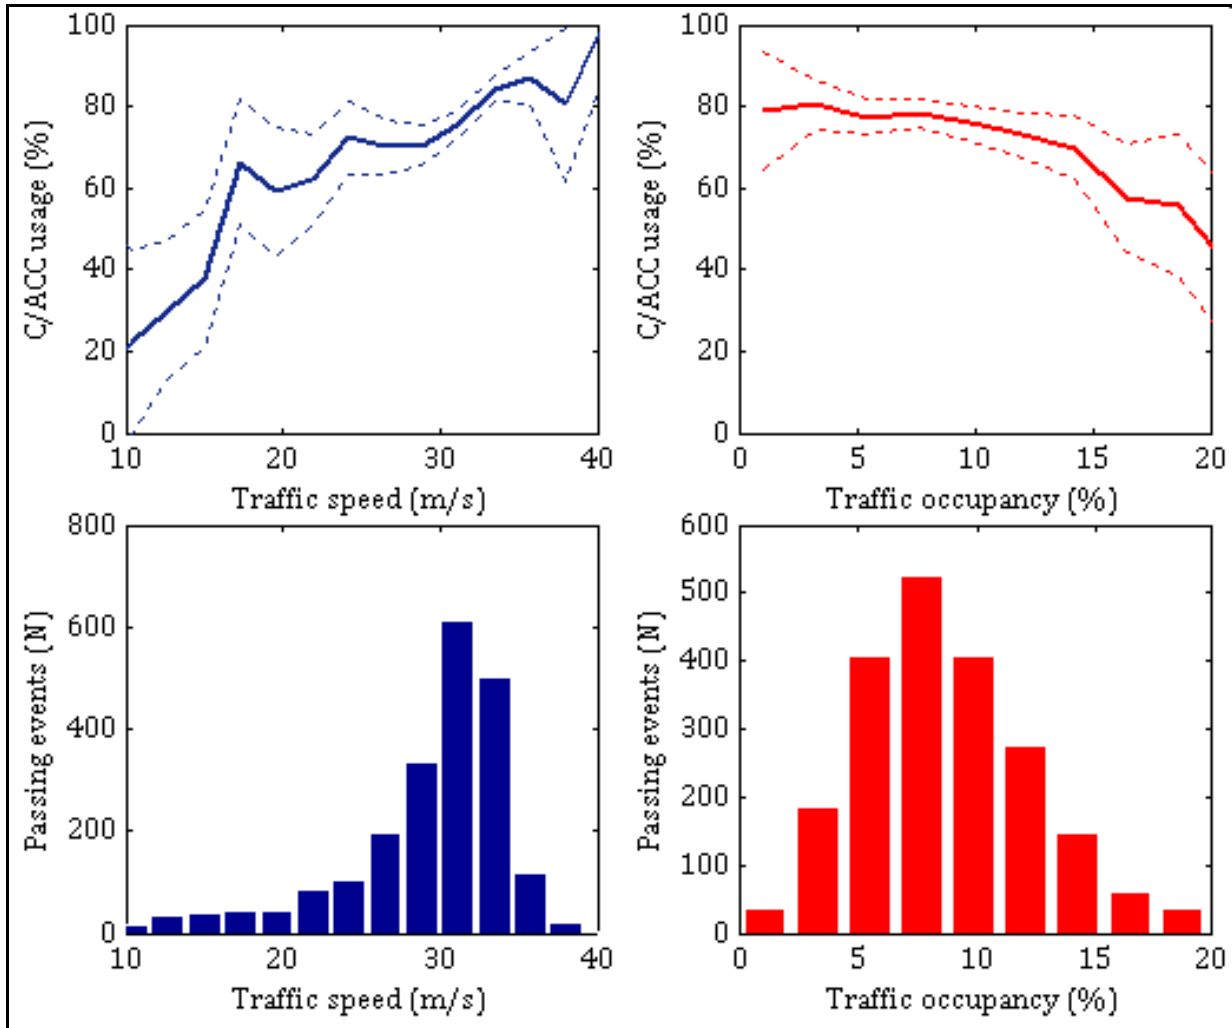 100
80
60
40
20
0
C/ACC usage (%)
10 20 30 40
Traffic speed (m/s)
100
80
60
40
20
0
C/ACC usage (%)
0 5 10 15 20
Traffic occupancy (%)
800
600
400
200
0
Passing events (N)
10 20 30 40
Traffic speed (m/s)
600
500
400
300
200
100
0
Passing events (N)
0 5 10 15 20
Traffic occupancy (%)